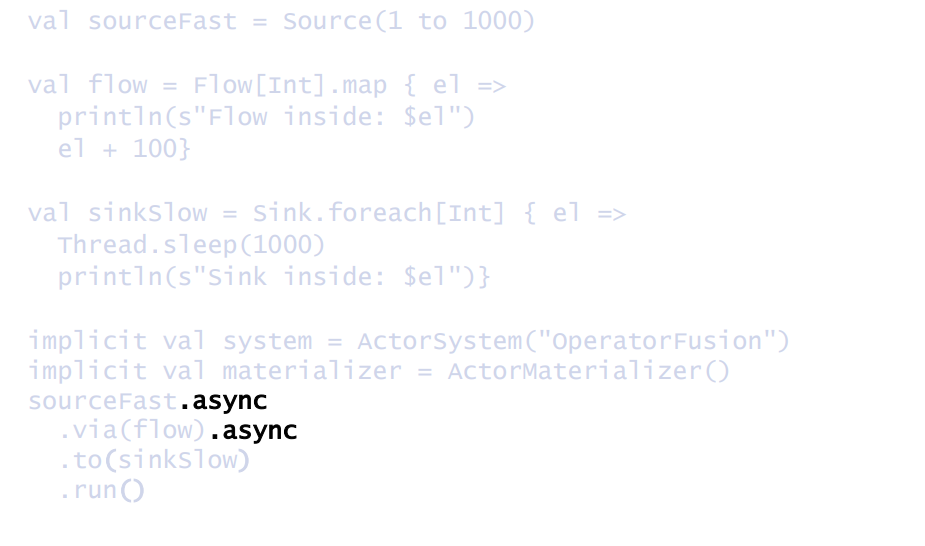 val sourceFast = Source(1 to 1000)
val flow = Flow[Int].map { el =>
println(s"Flow inside: $el")
el + 100}
val sinkSlow = Sink.foreach[Int] { el =>
Thread.sleep(1000)
println(s"Sink inside: $el")}
implicit val system = ActorSystem("OperatorFusion")
implicit val materializer = ActorMaterializer()
sourceFast.async
.via(flow).async
.to(sinkSlow)
.run()